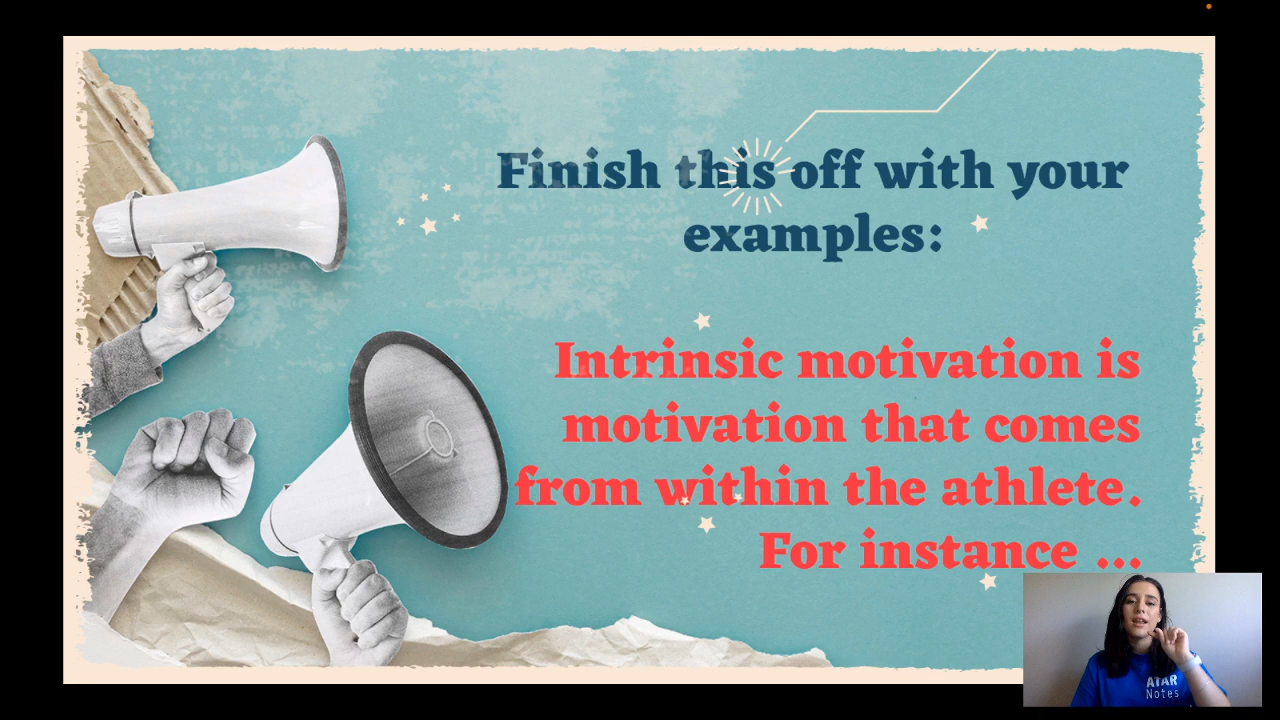 Finish this off with your
examples:
Intrinsic motivation is
motivation that comes
from within the athlete.
For instance ...
ATAR
Notes